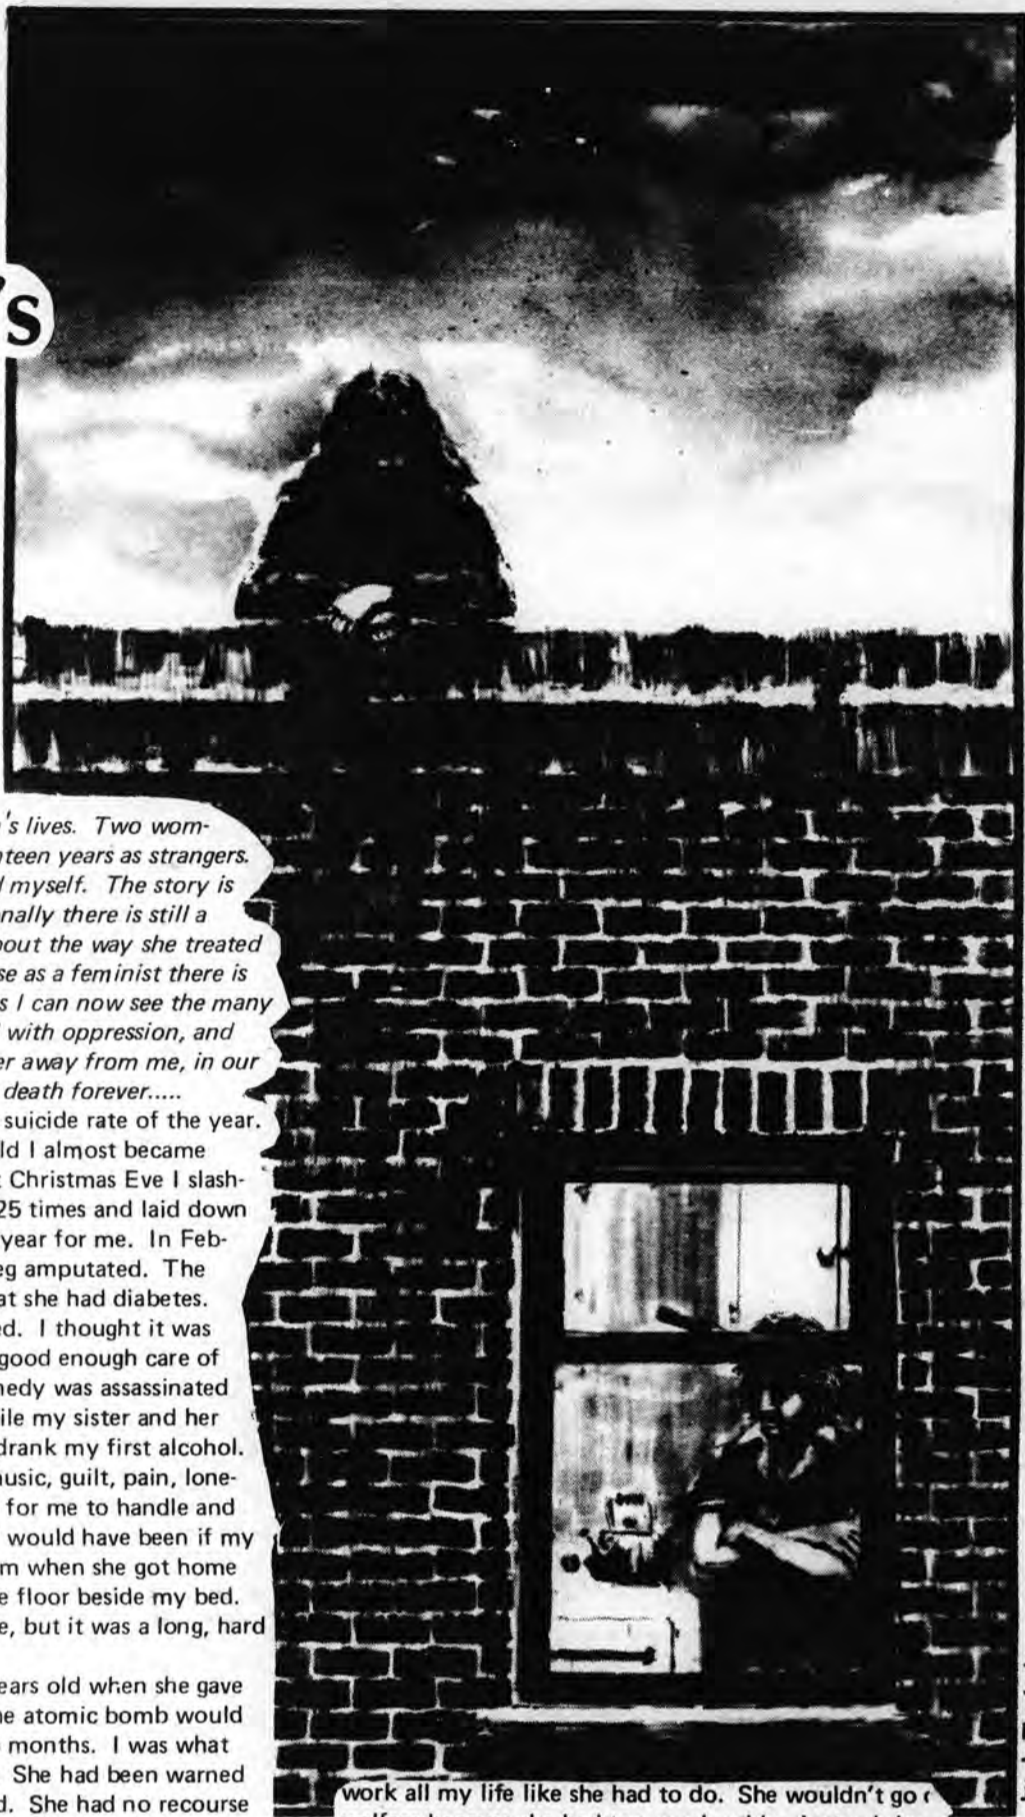 's
's lives. Two wom-
teen years as strangers.
myself. The story is
nally there is still a
out the way she treated
se as a feminist there is
s I can now see the many
with oppression, and
er away from me, in our
death forever.....
suicide rate of the year.
ld I almost became
Christmas Eve I slash-
25 times and laid down
year for me. In Feb-
eg amputated. The
at she had diabetes.
ed. I thought it was
good enough care of
nedy was assassinated
ile my sister and her
drank my first alcohol.
usic, guilt, pain, lone-
for me to handle and
would have been if my
m when she got home
e floor beside my bed.
e, but it was a long, hard
ears old when she gave
ne atomic bomb would
months. I was what
She had been warned
d. She had no recourse
work all my life like she had to do. She wouldn't go